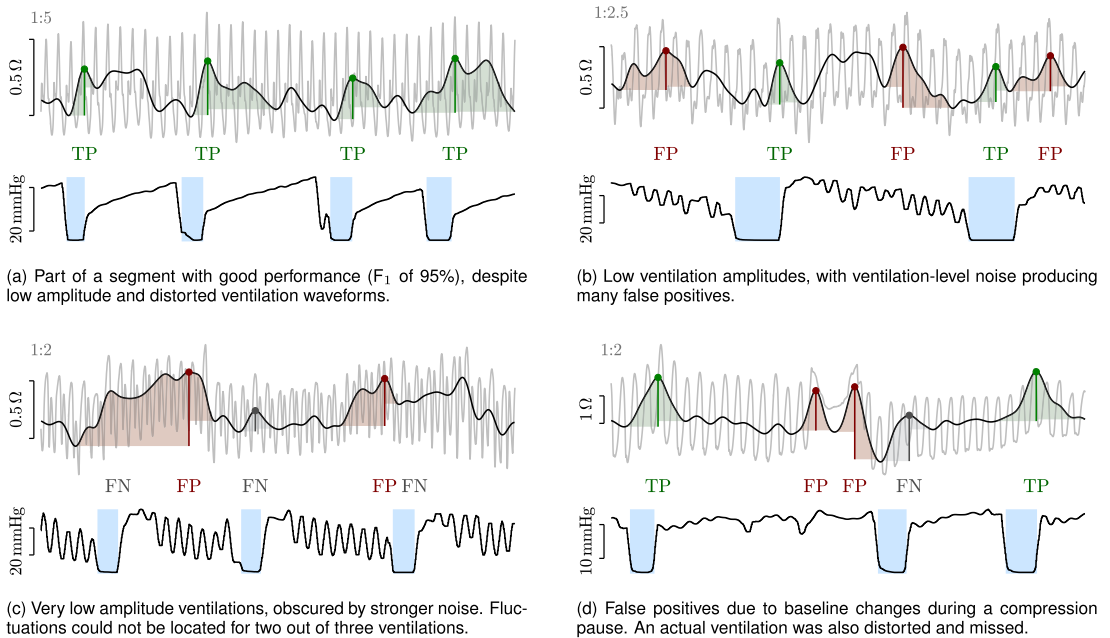 1:5
0.5 Ω
TP TP TP TP
20 mmHg
(a) Part of a segment with good performance (F1 of 95%), despite
low amplitude and distorted ventilation waveforms.
1:2.5
0.5 Ω
FP TP FP TP FP
20 mmHg
(b) Low ventilation amplitudes, with ventilation-level noise producing
many false positives.
1:2
0.5 Ω
FN FP FN FP FN
20 mmHg
(c) Very low amplitude ventilations, obscured by stronger noise. Fluc-
tuations could not be located for two out of three ventilations.
1:2
1 Ω
TP FP FP FN TP
10 mmHg
(d) False positives due to baseline changes during a compression
pause. An actual ventilation was also distorted and missed.